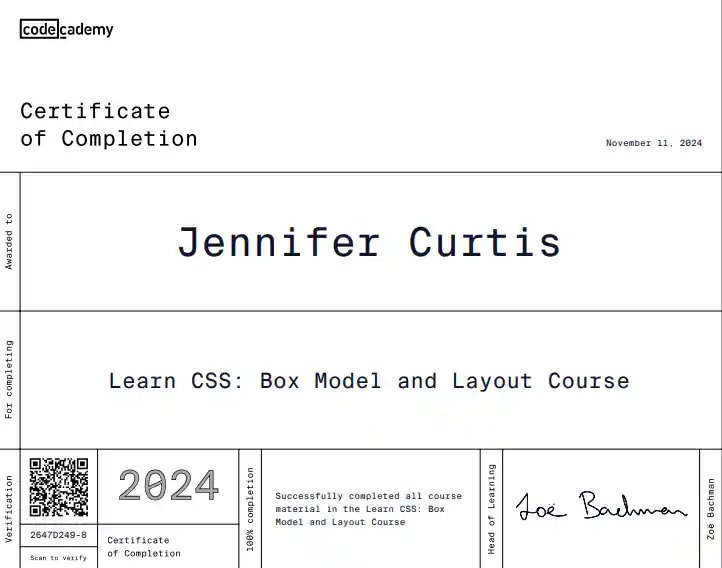 codecademy
Certificate
of Completion
November 11, 2024
Awarded to
Jennifer Curtis
For completing
Learn CSS: Box Model and Layout Course
Verification
2647D249-8
Scan to verify
2024
Certificate
of Completion
100% completion
Successfully completed all course
material in the Learn CSS: Box
Model and Layout Course
Head of Learning
Zoë Bachman
Zoë Bachman